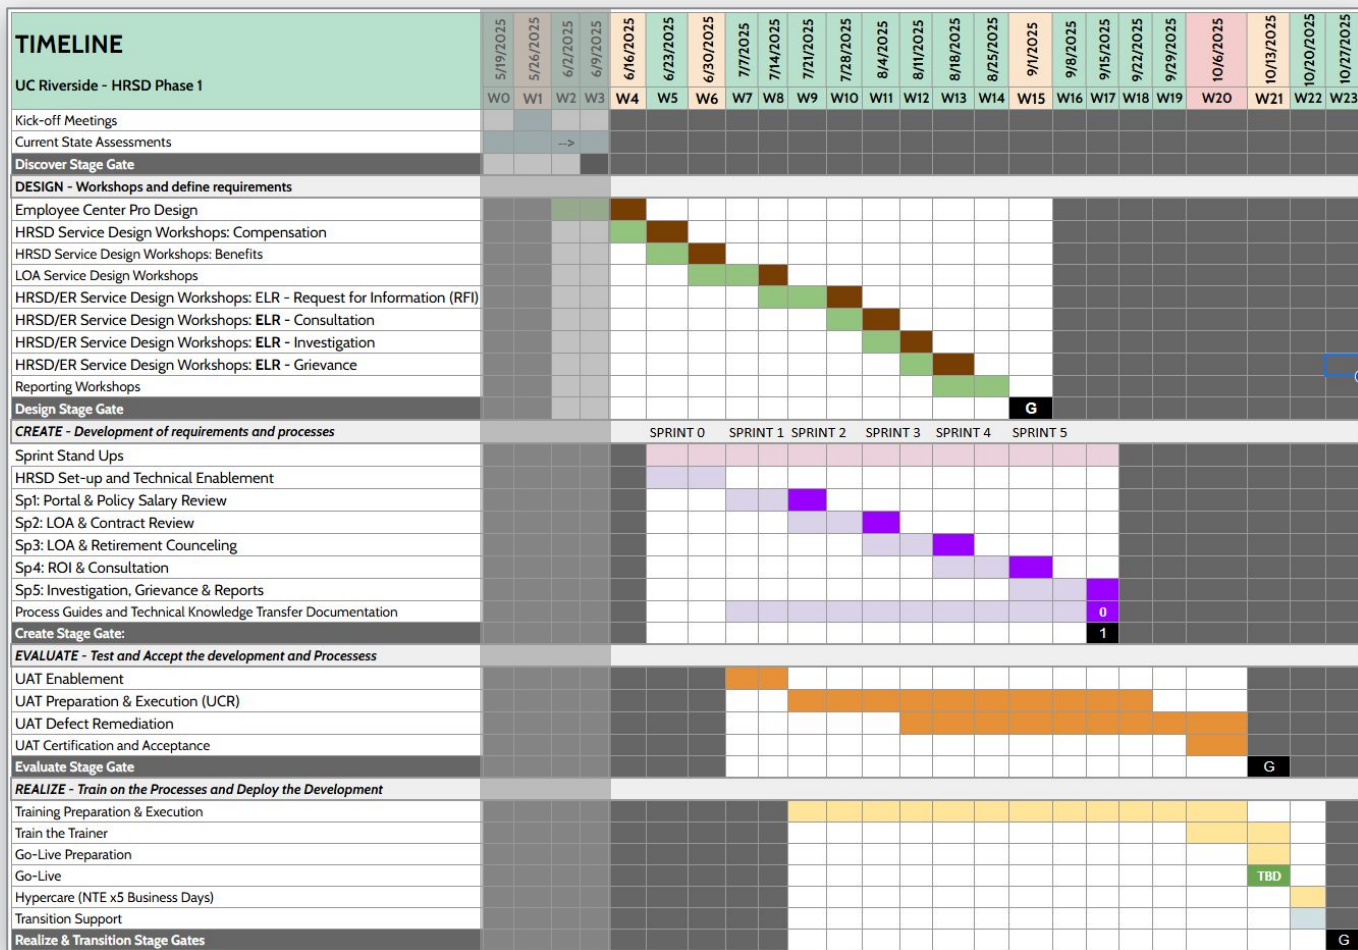 TIMELINE
UC Riverside - HRSD Phase 1
5/19/2025 5/26/2025 6/2/2025 6/9/2025 6/16/2025 6/23/2025 6/30/2025 7/7/2025 7/14/2025 7/21/2025 7/28/2025 8/4/2025 8/11/2025 8/18/2025 8/25/2025 9/1/2025 9/8/2025 9/15/2025 9/22/2025 9/29/2025 10/6/2025 10/13/2025 10/20/2025 10/27/2025
W0 W1 W2 W3 W4 W5 W6 W7 W8 W9 W10 W11 W12 W13 W14 W15 W16 W17 W18 W19 W20 W21 W22 W23
Kick-off Meetings
Current State Assessments -->
Discover Stage Gate
DESIGN - Workshops and define requirements
Employee Center Pro Design
HRSD Service Design Workshops: Compensation
HRSD Service Design Workshops: Benefits
LOA Service Design Workshops
HRSD/ER Service Design Workshops: ELR - Request for Information (RFI)
HRSD/ER Service Design Workshops: ELR - Consultation
HRSD/ER Service Design Workshops: ELR - Investigation
HRSD/ER Service Design Workshops: ELR - Grievance
Reporting Workshops
Design Stage Gate G
CREATE - Development of requirements and processes SPRINT 0 SPRINT 1 SPRINT 2 SPRINT 3 SPRINT 4 SPRINT 5
Sprint Stand Ups
HRSD Set-up and Technical Enablement
Sp1: Portal & Policy Salary Review
Sp2: LOA & Contract Review
Sp3: LOA & Retirement Counceling
Sp4: ROI & Consultation
Sp5: Investigation, Grievance & Reports
Process Guides and Technical Knowledge Transfer Documentation 0
Create Stage Gate: 1
EVALUATE - Test and Accept the development and Processess
UAT Enablement
UAT Preparation & Execution (UCR)
UAT Defect Remediation
UAT Certification and Acceptance
Evaluate Stage Gate G
REALIZE - Train on the Processes and Deploy the Development
Training Preparation & Execution
Train the Trainer
Go-Live Preparation
Go-Live TBD
Hypercare (NTE x5 Business Days)
Transition Support
Realize & Transition Stage Gates G